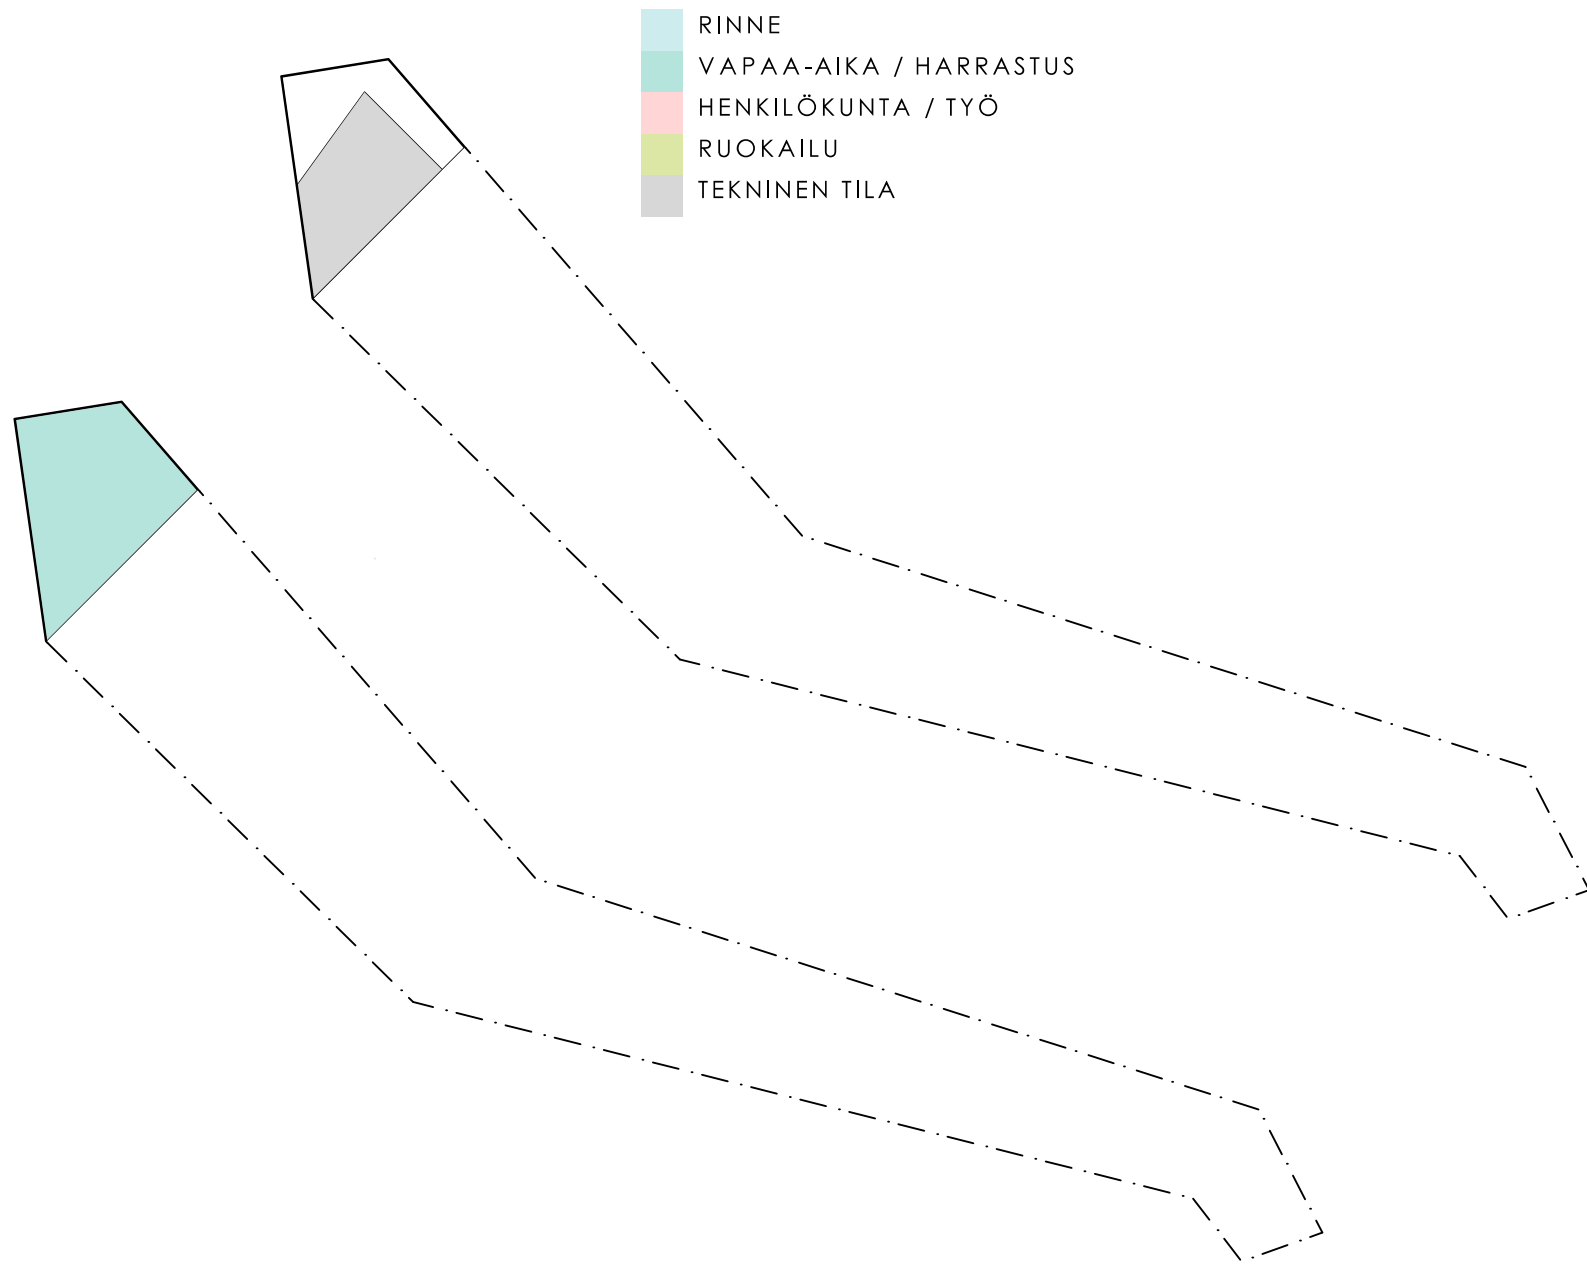 RINNE
VAPAA-AIKA / HARRASTUS
HENKILÖKUNTA / TYÖ
RUOKAILU
TEKNINEN TILA